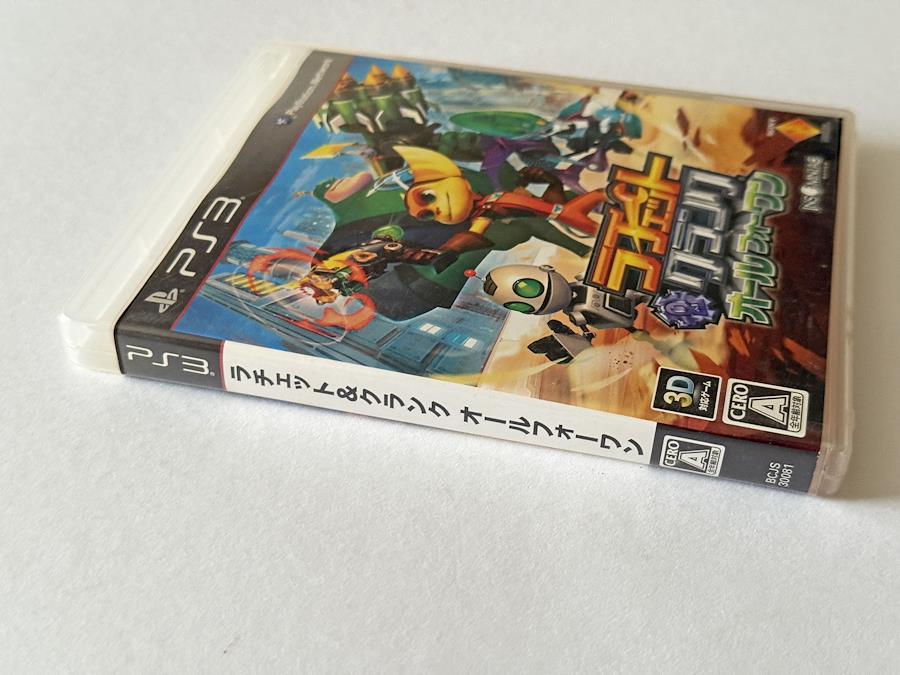 PlayStation Network
PS3
ラチェット
&
クランク
オールフォーワン
SONY
INSOMNIAC
3D
対応ゲーム
CERO
A
全年齢対象
PS3
ラチェット&クランク オールフォーワン
CERO
A
全年齢対象
BCJS
30081